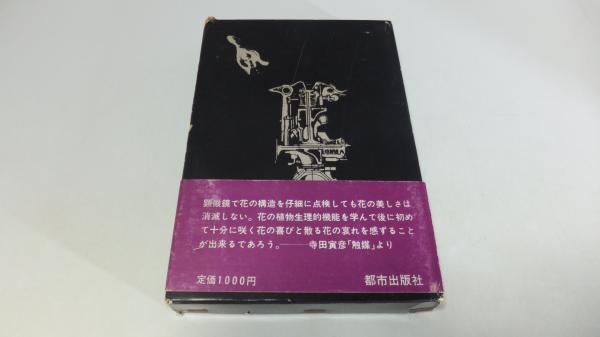 顕微鏡で花の構造を仔細に点検しても花の美しさは
消滅しない。花の植物生理的機能を学んで後に初め
て十分に咲く花の喜びと散る花の哀れを感ずること
が出来るであろう。——寺田寅彦「触媒」より
定価1000円
都市出版社